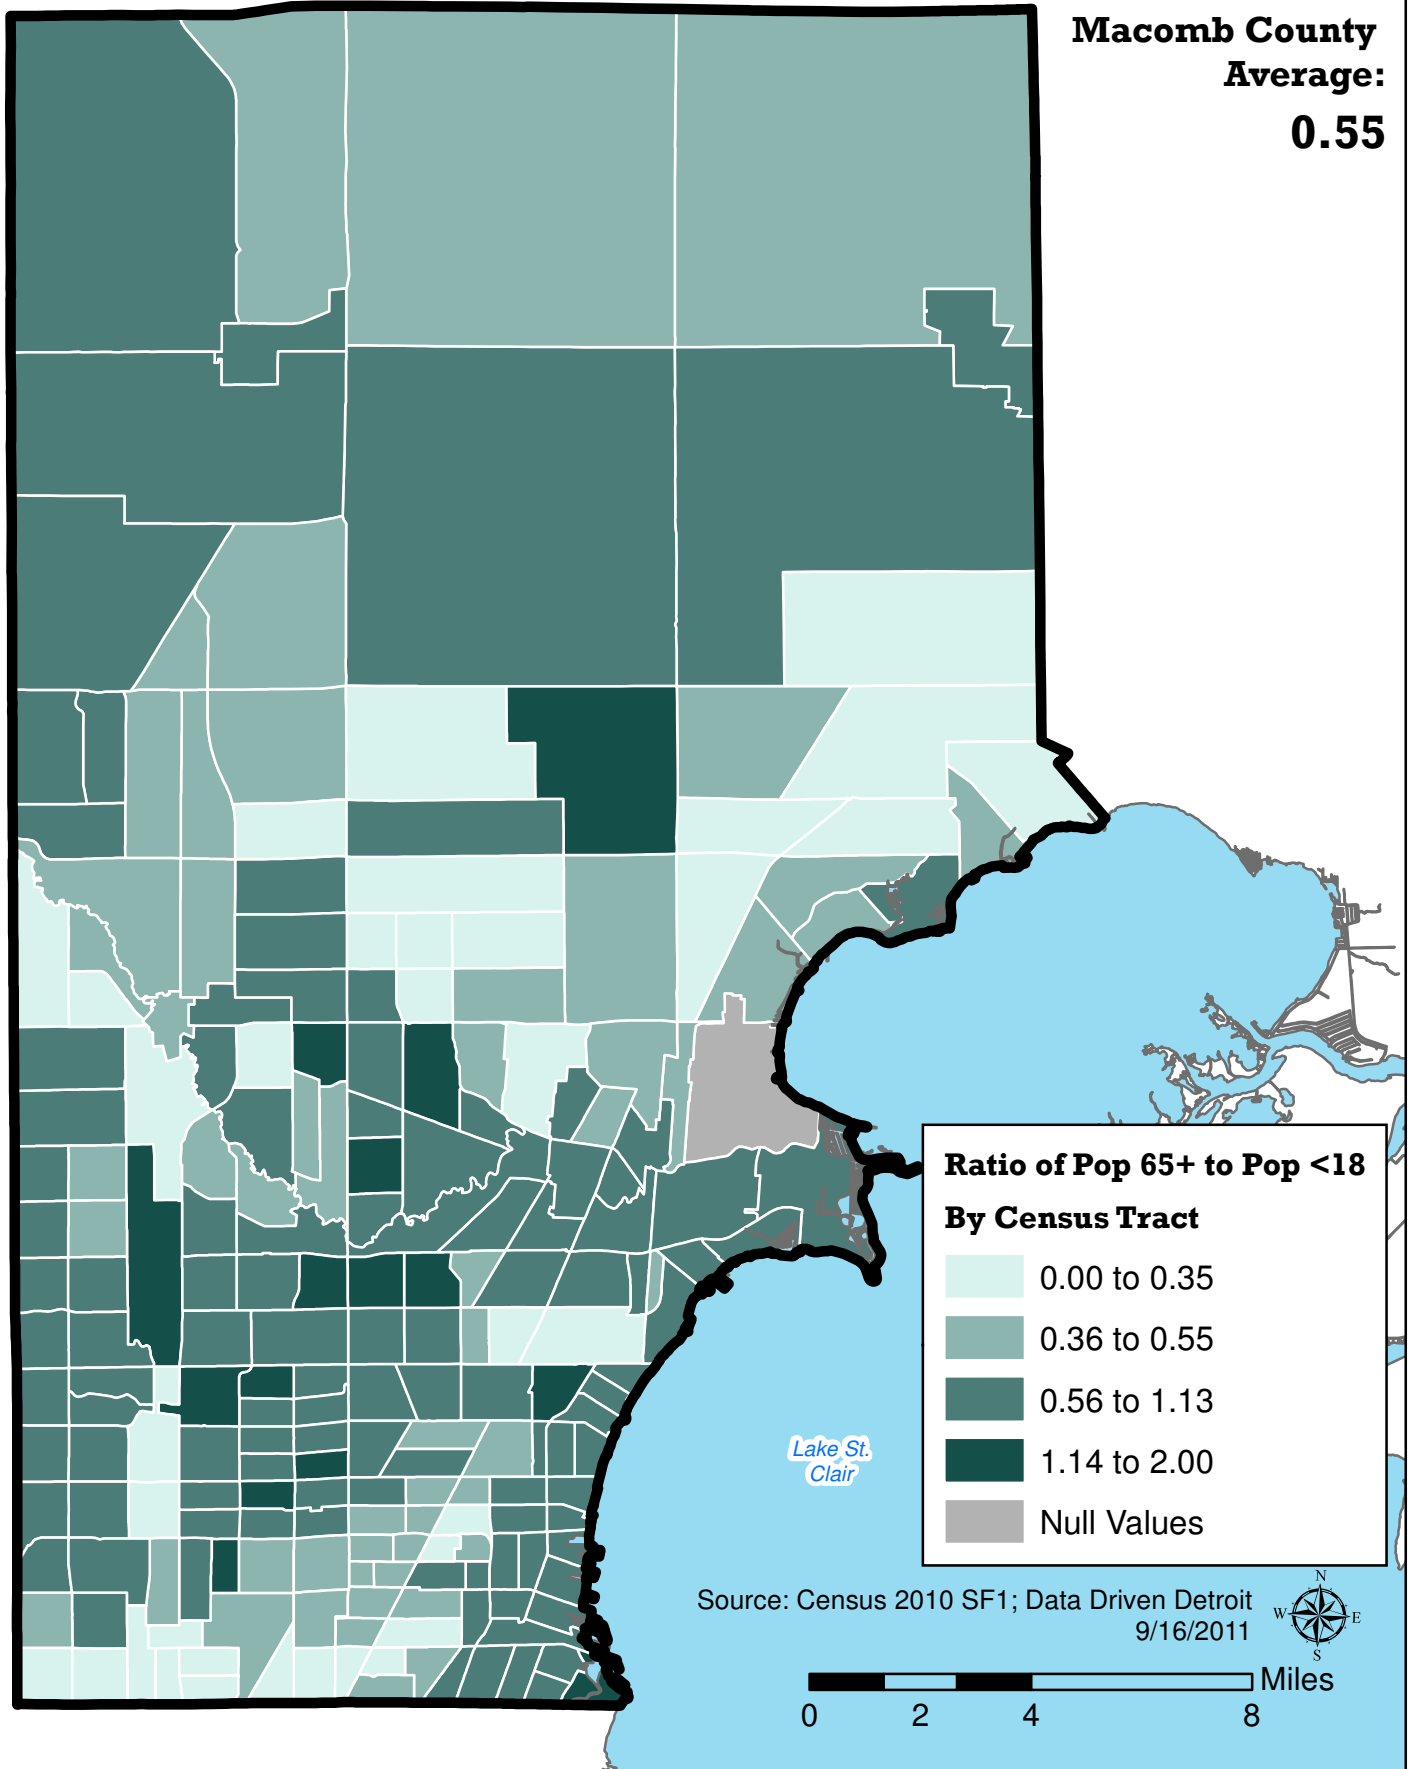 Macomb County
Average:
0.55
Ratio of Pop 65+ to Pop <18
By Census Tract
0.00 to 0.35
0.36 to 0.55
0.56 to 1.13
1.14 to 2.00
Null Values
Lake St.
Clair
Source: Census 2010 SF1; Data Driven Detroit
9/16/2011
N
W E
S
Miles
0 2 4 8